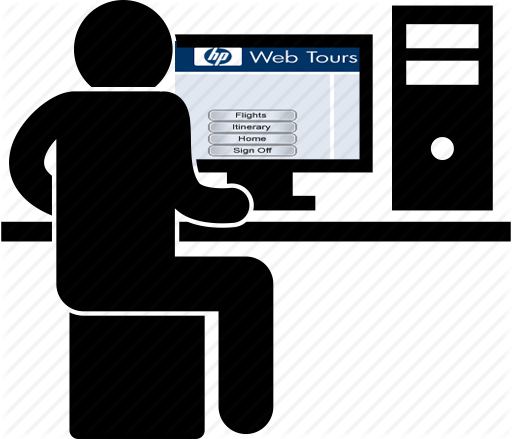 hp Web Tours
Flights
Itinerary
Home
Sign Off